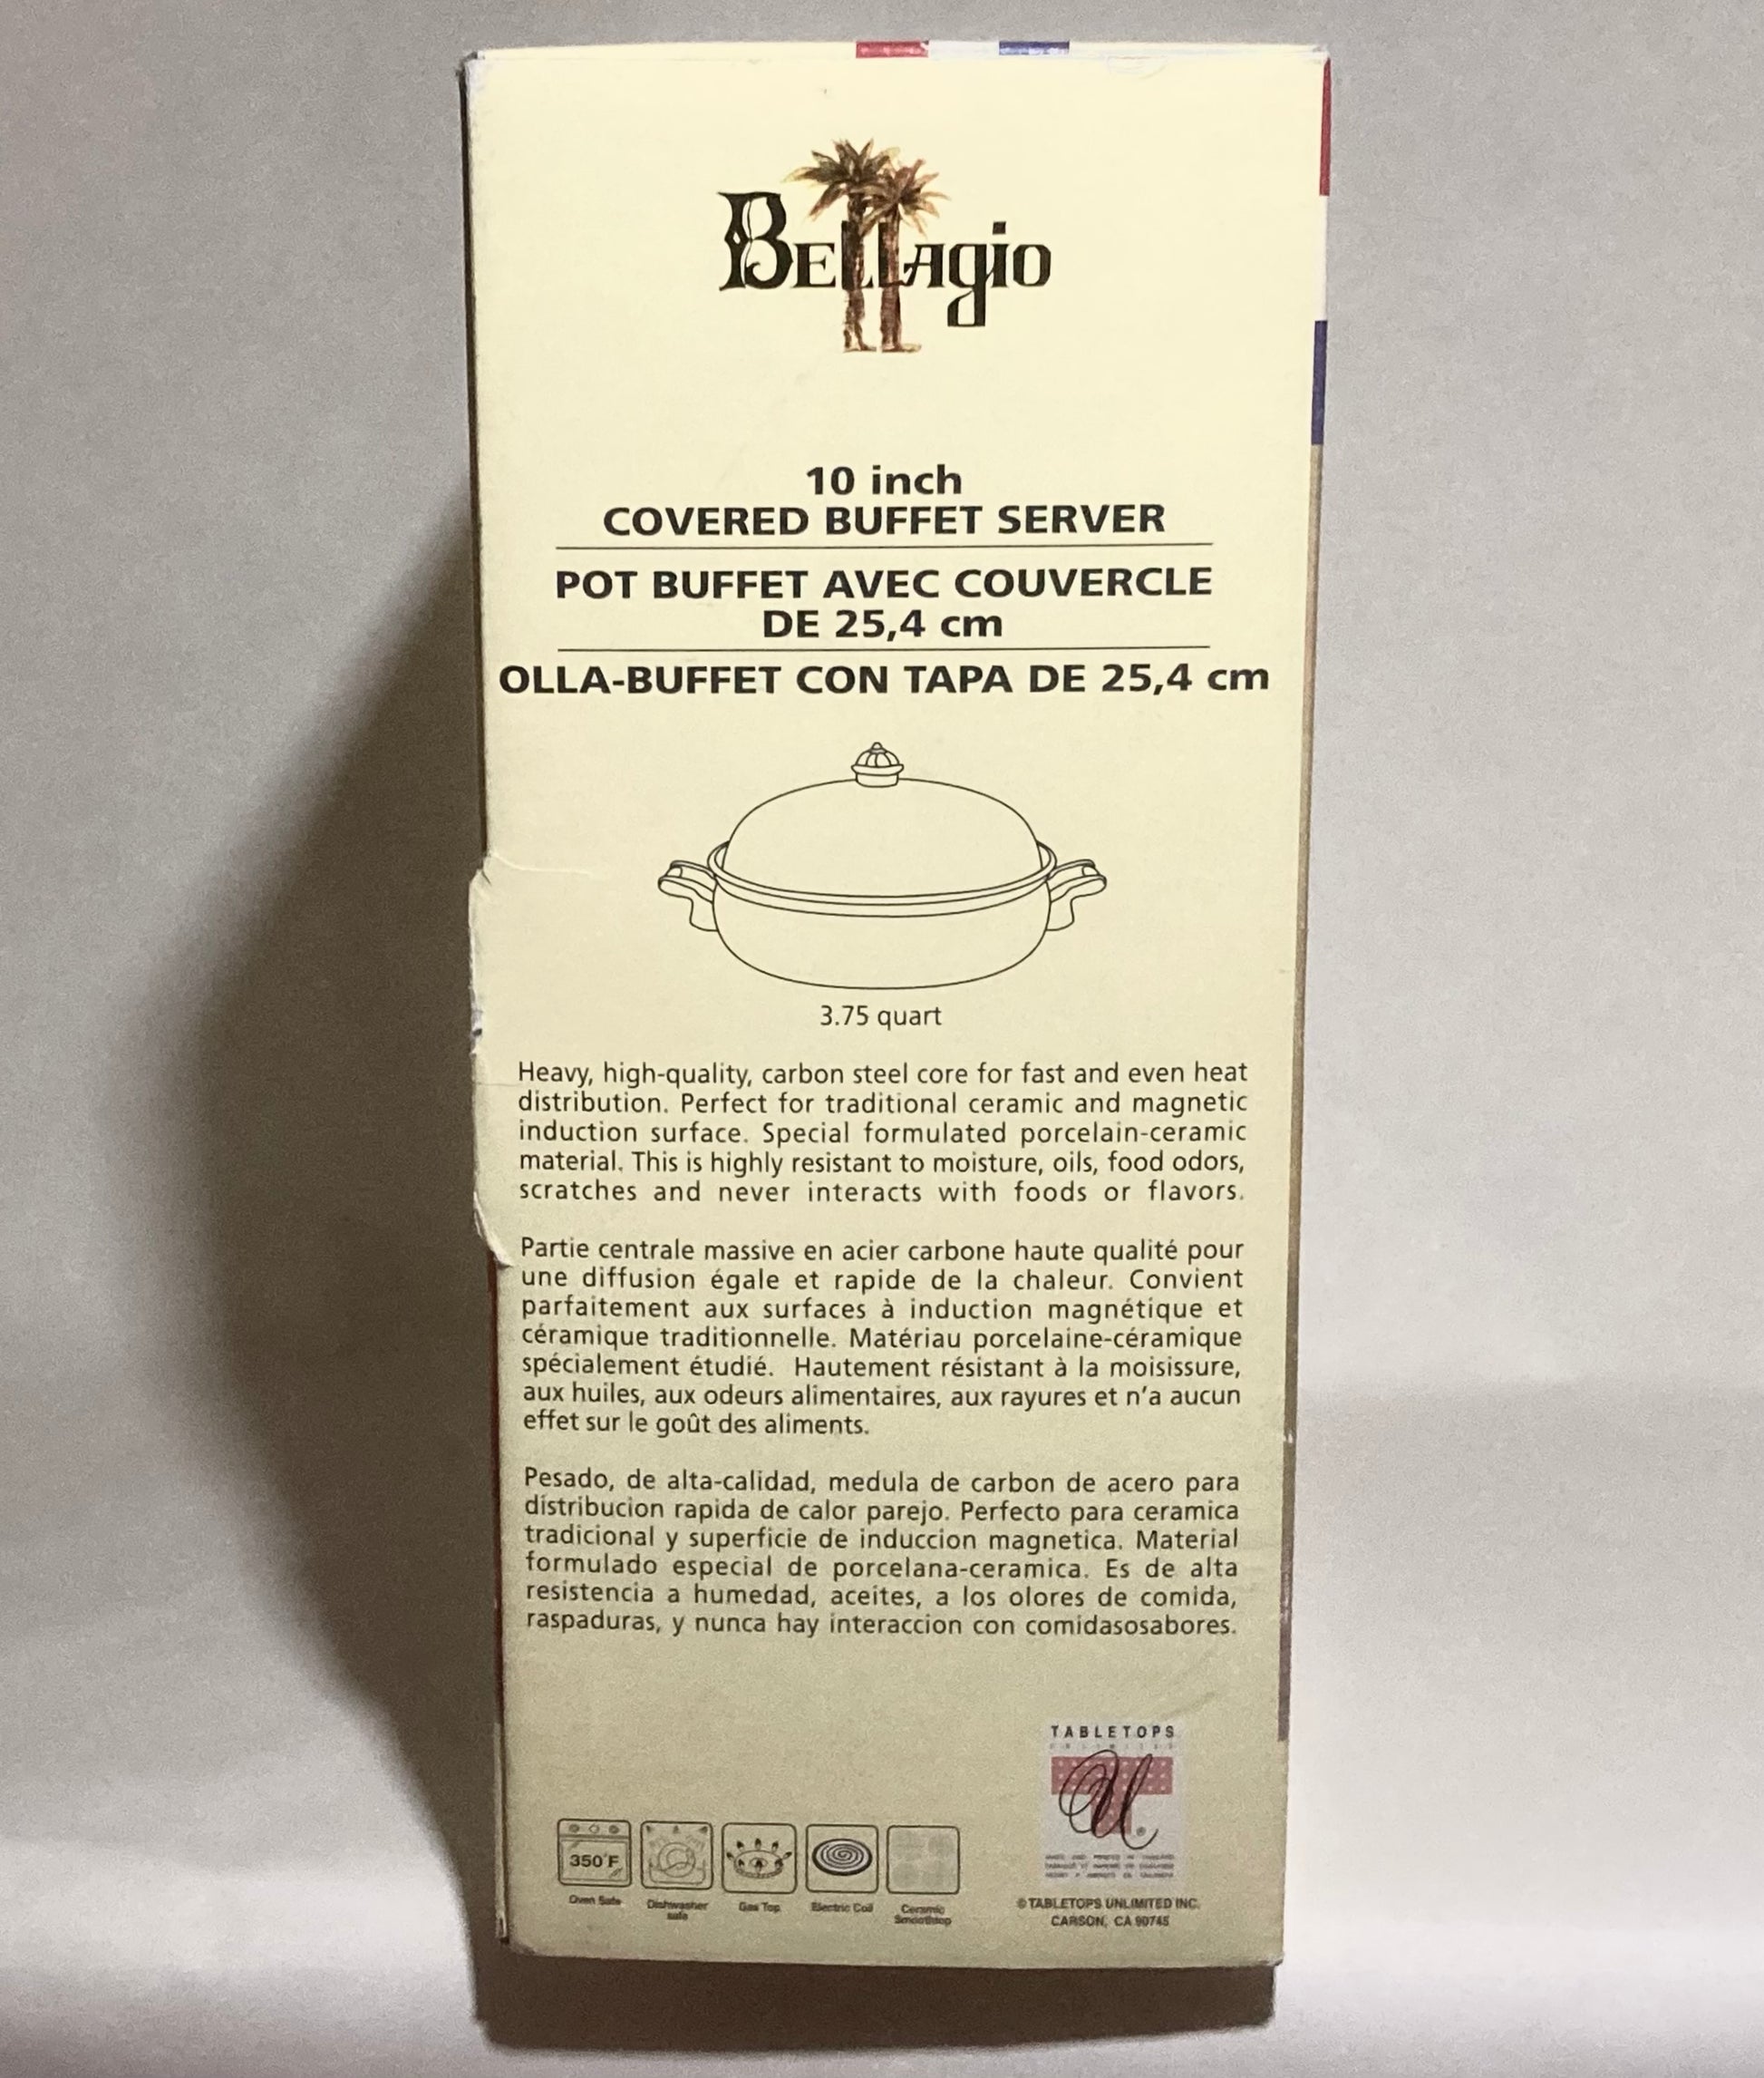 Bellagio
10 inch
COVERED BUFFET SERVER
POT BUFFET AVEC COUVERCLE
DE 25,4 cm
OLLA-BUFFET CON TAPA DE 25,4 cm
3.75 quart
Heavy, high-quality, carbon steel core for fast and even heat
distribution. Perfect for traditional ceramic and magnetic
induction surface. Special formulated porcelain-ceramic
material. This is highly resistant to moisture, oils, food odors,
scratches and never interacts with foods or flavors.
Partie centrale massive en acier carbone haute qualité pour
une diffusion égale et rapide de la chaleur. Convient
parfaitement aux surfaces à induction magnétique et
céramique traditionnelle. Matériau porcelaine-céramique
spécialement étudié. Hautement résistant à la moisissure,
aux huiles, aux odeurs alimentaires, aux rayures et n'a aucun
effet sur le goût des aliments.
Pesado, de alta-calidad, medula de carbon de acero para
distribucion rapida de calor parejo. Perfecto para ceramica
tradicional y superficie de induccion magnetica. Material
formulado especial de porcelana-ceramica. Es de alta
resistencia a humedad, aceites, a los olores de comida,
raspaduras, y nunca hay interaccion con comidasosabores.
TABLETOPS
U®
350°F
Oven Safe
Dishwasher
safe
Gas Top
Electric Coil
Ceramic
Smoothtop
© TABLETOPS UNLIMITED INC.
CARSON, CA 90745